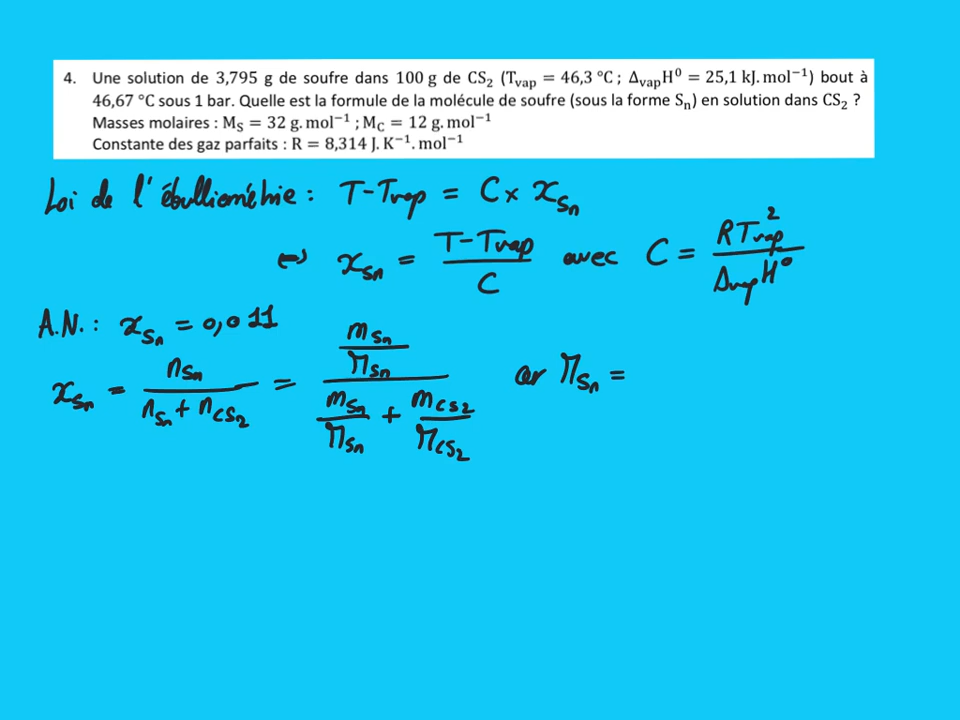 4. Une solution de 3,795 g de soufre dans 100 g de CS₂ (Tvap = 46,3 °C ; ΔvapH⁰ = 25,1 kJ.mol⁻¹) bout à
46,67 °C sous 1 bar. Quelle est la formule de la molécule de soufre (sous la forme Sₙ) en solution dans CS₂ ?
Masses molaires : M_S = 32 g.mol⁻¹ ; M_C = 12 g.mol⁻¹
Constante des gaz parfaits : R = 8,314 J.K⁻¹.mol⁻¹
Loi de l'ébulliométrie : T-Tvap = C× x_Sn
⇔ x_Sn = (T-Tvap)/C avec C = (RTvap²)/(ΔvapH°)
A.N. : x_Sn = 0,011
x_Sn = n_Sn/(n_Sn + n_CS₂) = (m_Sn/M_Sn)/(m_Sn/M_Sn + m_CS₂/M_CS₂) or M_Sn =